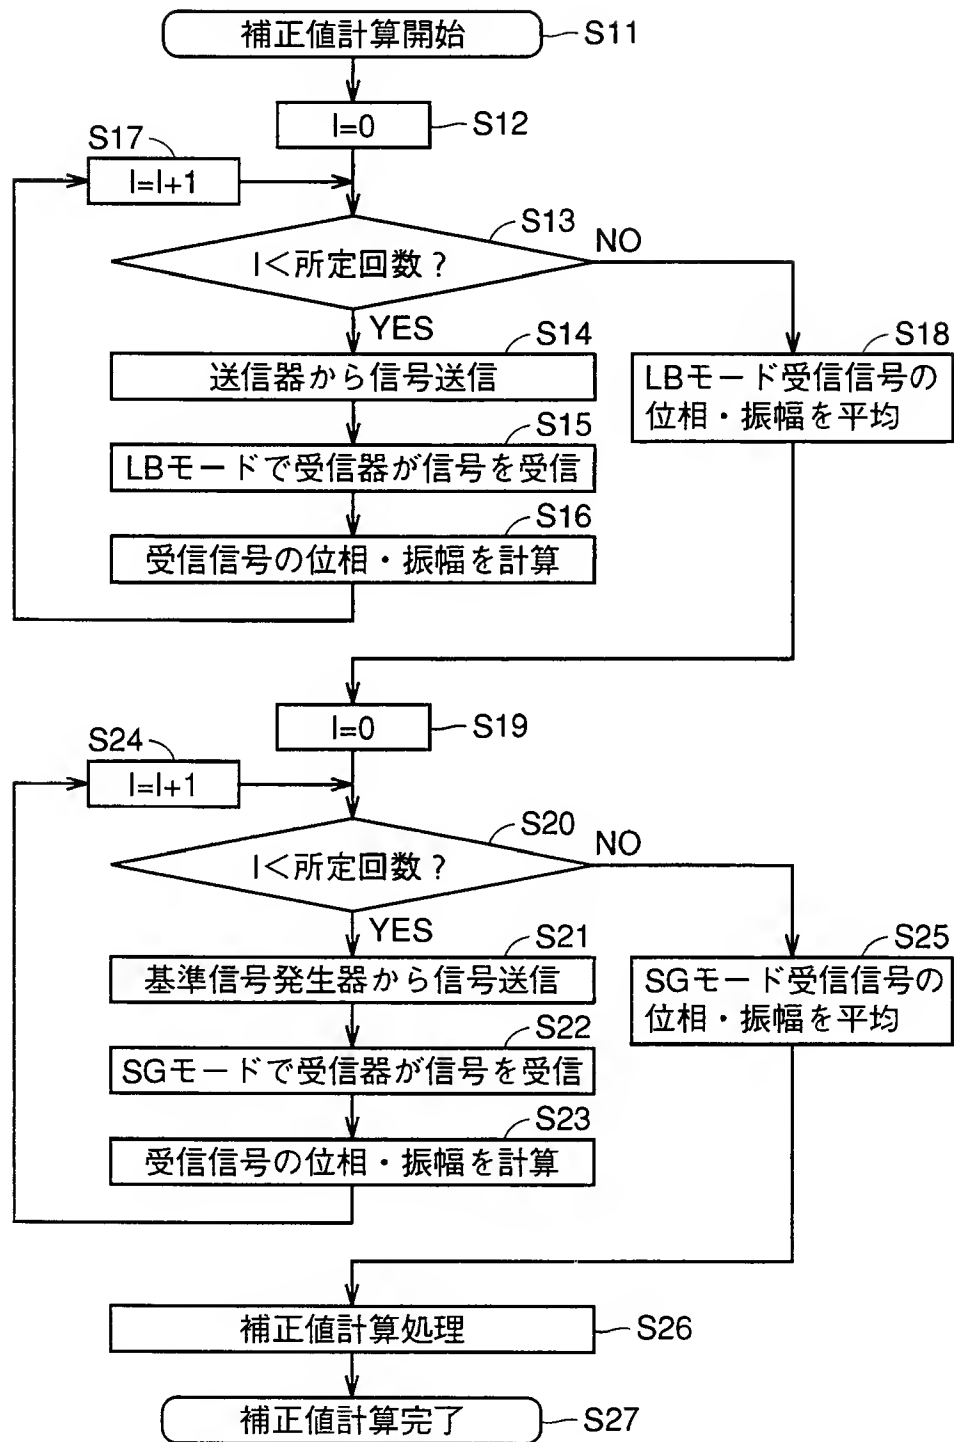 補正値計算開始 S11
I=0 S12
S17
I=I+1
S13
I<所定回数? NO
YES
S14
送信器から信号送信
S15
LBモードで受信器が信号を受信
S16
受信信号の位相・振幅を計算
S18
LBモード受信信号の
位相・振幅を平均
I=0 S19
S24
I=I+1
S20
I<所定回数? NO
YES
S21
基準信号発生器から信号送信
S22
SGモードで受信器が信号を受信
S23
受信信号の位相・振幅を計算
S25
SGモード受信信号の
位相・振幅を平均
補正値計算処理 S26
補正値計算完了 S27